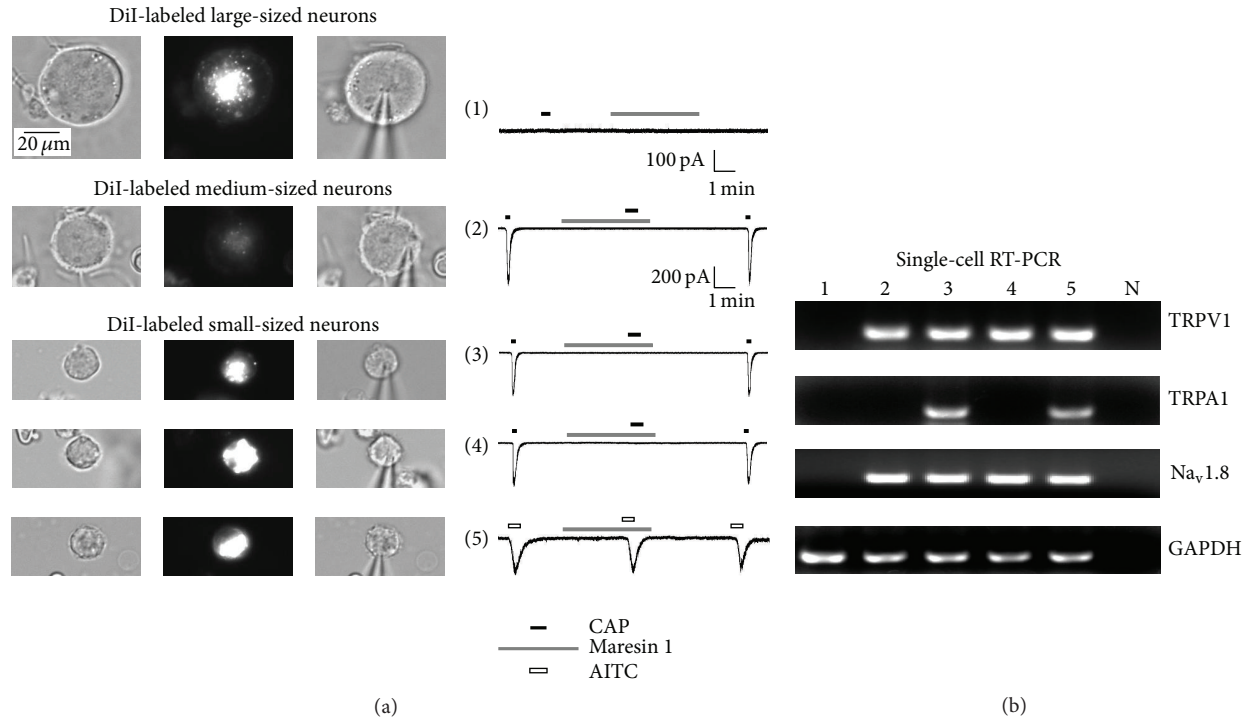 DiI-labeled large-sized neurons
20 μm
(1)
100 pA
1 min
DiI-labeled medium-sized neurons
(2)
200 pA
1 min
DiI-labeled small-sized neurons
(3)
(4)
(5)
CAP
Maresin 1
AITC
(a)
Single-cell RT-PCR
1 2 3 4 5 N
TRPV1
TRPA1
Naᵥ1.8
GAPDH
(b)